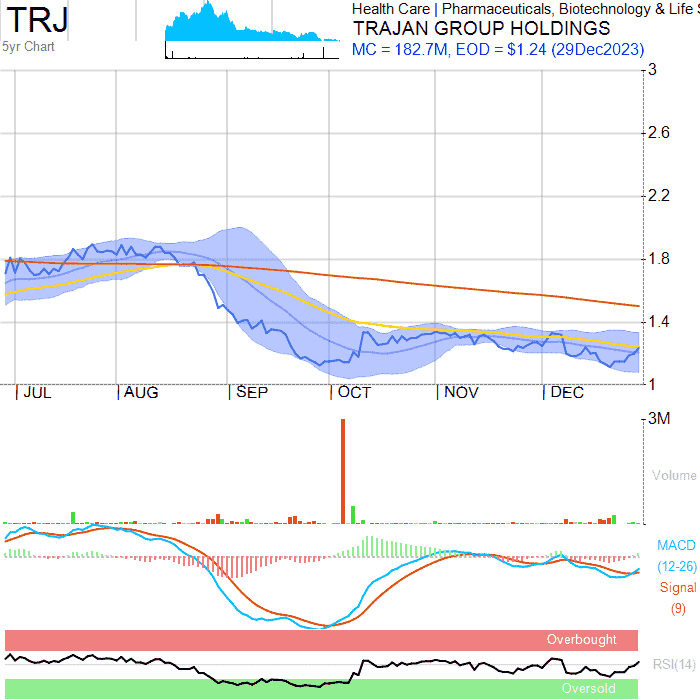 TRJ
5yr Chart
Health Care | Pharmaceuticals, Biotechnology & Life S
TRAJAN GROUP HOLDINGS
MC = 182.7M, EOD = $1.24 (29Dec2023)
3
2.6
2.2
1.8
1.4
1
JUL
AUG
SEP
OCT
NOV
DEC
3M
Volume
MACD
(12-26)
Signal
(9)
Overbought
RSI(14)
Oversold